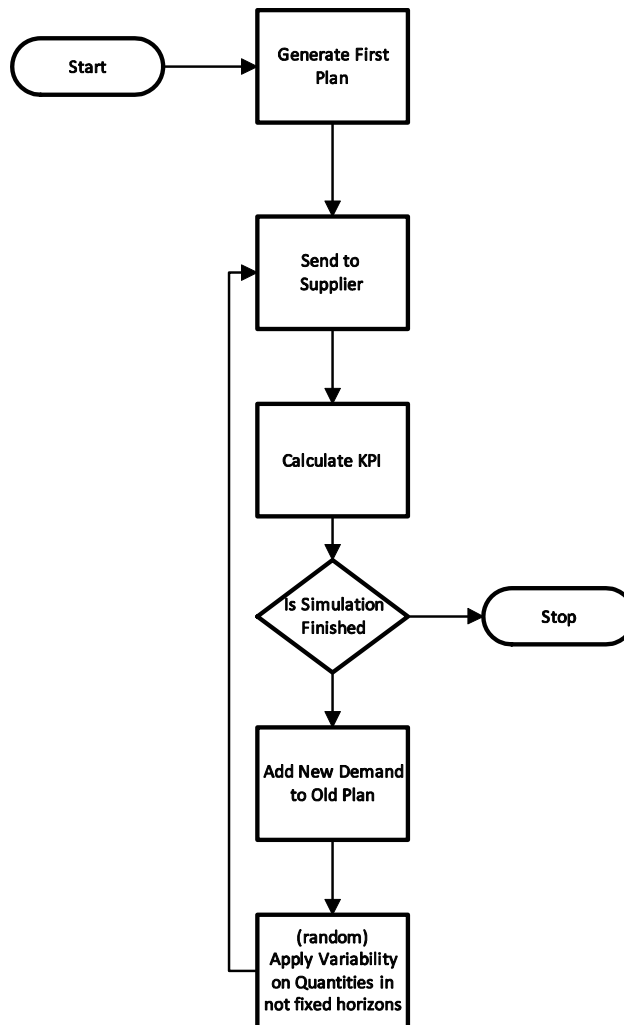 Start
Generate First
Plan
Send to
Supplier
Calculate KPI
Is Simulation
Finished
Stop
Add New Demand
to Old Plan
(random)
Apply Variability
on Quantities in
not fixed horizons